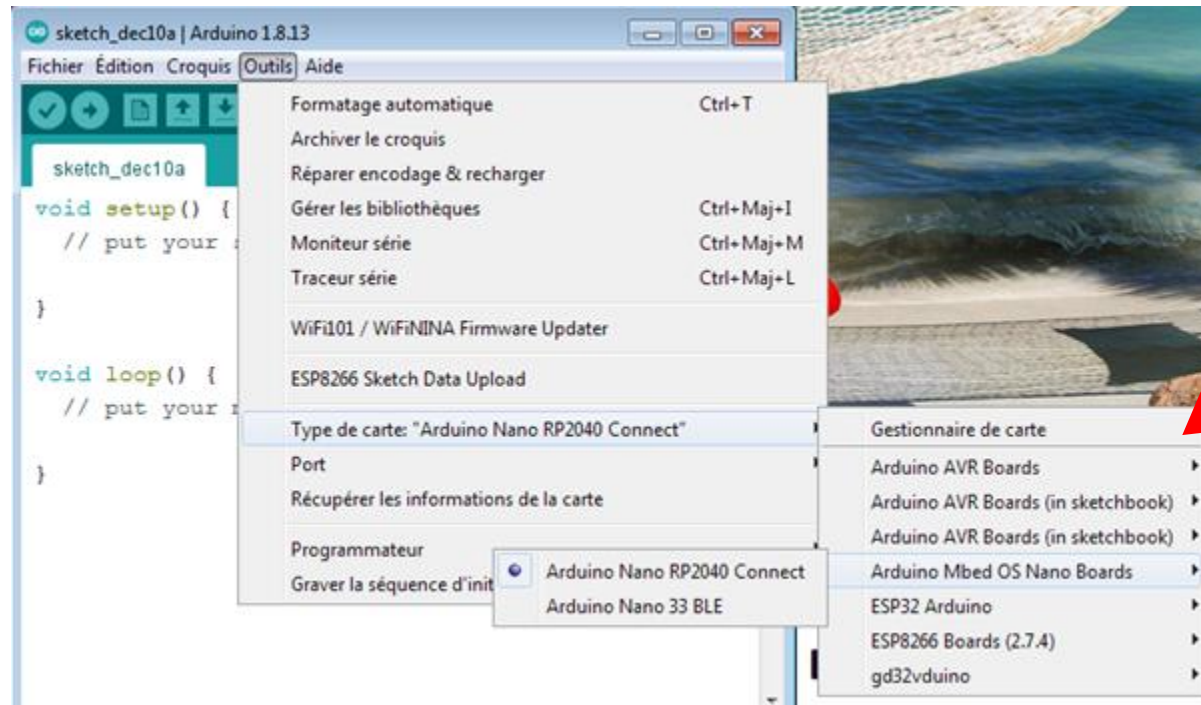 sketch_dec10a | Arduino 1.8.13
Fichier Édition Croquis Outils Aide
sketch_dec10a
void setup() {
// put your
}
void loop() {
// put your
}
Formatage automatique Ctrl+T
Archiver le croquis
Réparer encodage & recharger
Gérer les bibliothèques Ctrl+Maj+I
Moniteur série Ctrl+Maj+M
Traceur série Ctrl+Maj+L
WiFi101 / WiFiNINA Firmware Updater
ESP8266 Sketch Data Upload
Type de carte: "Arduino Nano RP2040 Connect"
Port
Récupérer les informations de la carte
Programmateur
Graver la séquence d'init
Gestionnaire de carte
Arduino AVR Boards
Arduino AVR Boards (in sketchbook)
Arduino AVR Boards (in sketchbook)
Arduino Mbed OS Nano Boards
ESP32 Arduino
ESP8266 Boards (2.7.4)
gd32vduino
Arduino Nano RP2040 Connect
Arduino Nano 33 BLE